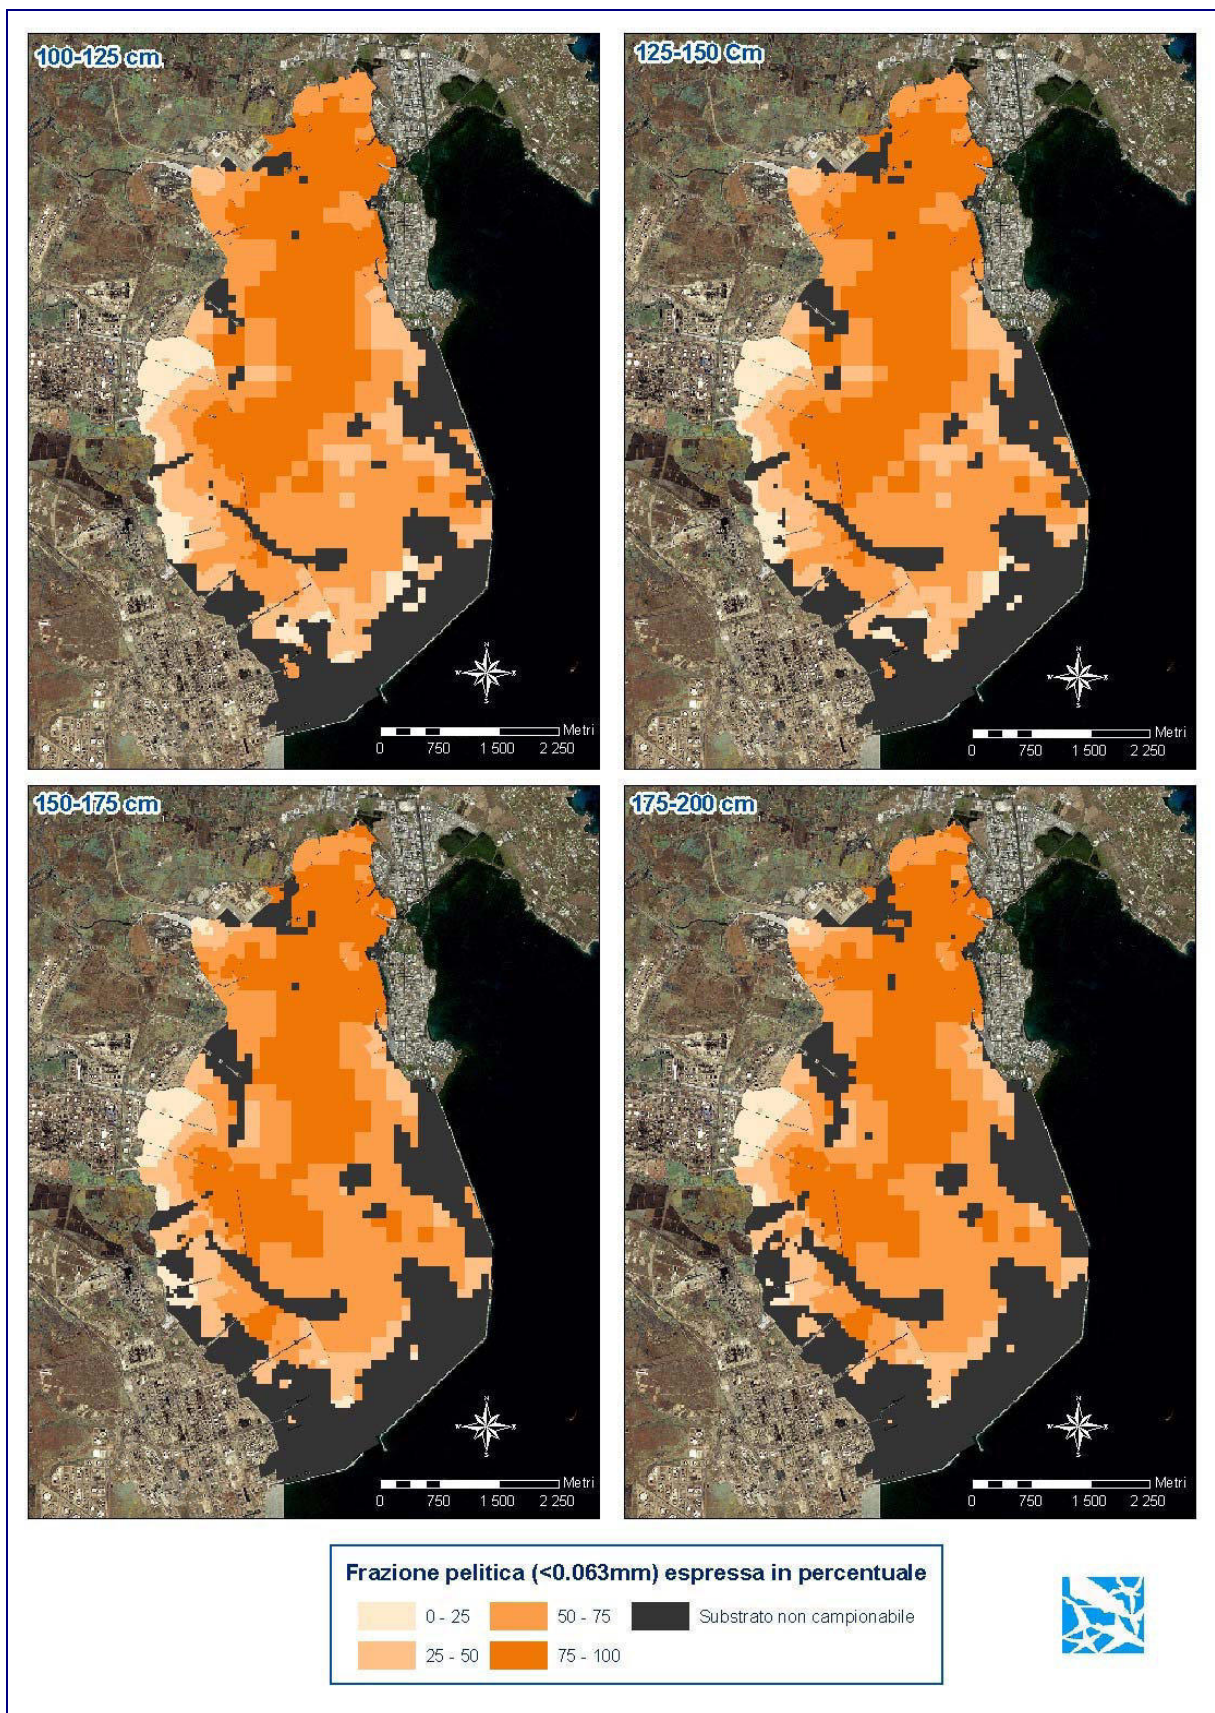 100-125 cm
125-150 Cm
N
W E
S
N
W E
S
Metri
0 750 1 500 2 250
Metri
0 750 1 500 2 250
150-175 cm
175-200 cm
N
W E
S
N
W E
S
Metri
0 750 1 500 2 250
Metri
0 750 1 500 2 250
Frazione pelitica (<0.063mm) espressa in percentuale
0 - 25
50 - 75
Substrato non campionabile
25 - 50
75 - 100